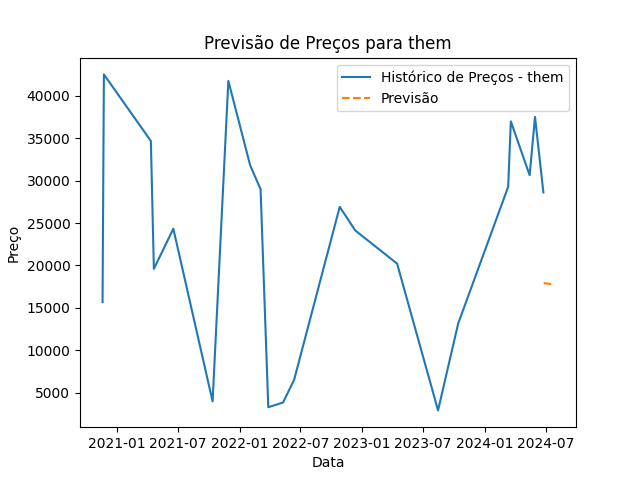 Previsão de Preços para them
Histórico de Preços - them
Previsão
Preço
40000
35000
30000
25000
20000
15000
10000
5000
2021-01 2021-07 2022-01 2022-07 2023-01 2023-07 2024-01 2024-07
Data